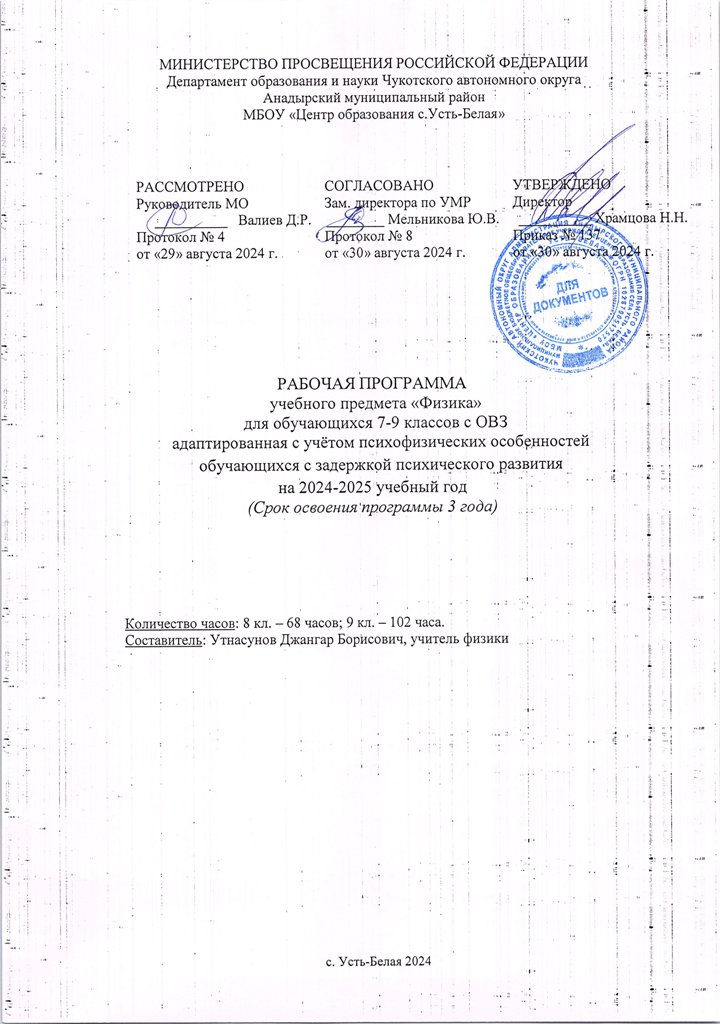 МИНИСТЕРСТВО ПРОСВЕЩЕНИЯ РОССИЙСКОЙ ФЕДЕРАЦИИ
Департамент образования и науки Чукотского автономного округа
Анадырский муниципальный район
МБОУ «Центр образования с.Усть-Белая»
РАССМОТРЕНО
Руководитель МО
__________ Валиев Д.Р.
Протокол № 4
от «29» августа 2024 г.
СОГЛАСОВАНО
Зам. директора по УМР
________ Мельникова Ю.В.
Протокол № 8
от «30» августа 2024 г.
УТВЕРЖДЕНО
Директор
__________ Храмцова Н.Н.
Приказ № 137
от «30» августа 2024 г.
ДЛЯ
ДОКУМЕНТОВ
РАБОЧАЯ ПРОГРАММА
учебного предмета «Физика»
для обучающихся 7-9 классов с ОВЗ
адаптированная с учётом психофизических особенностей
обучающихся с задержкой психического развития
на 2024-2025 учебный год
(Срок освоения программы 3 года)
Количество часов: 8 кл. – 68 часов; 9 кл. – 102 часа.
Составитель: Утнасунов Джангар Борисович, учитель физики
с. Усть-Белая 2024